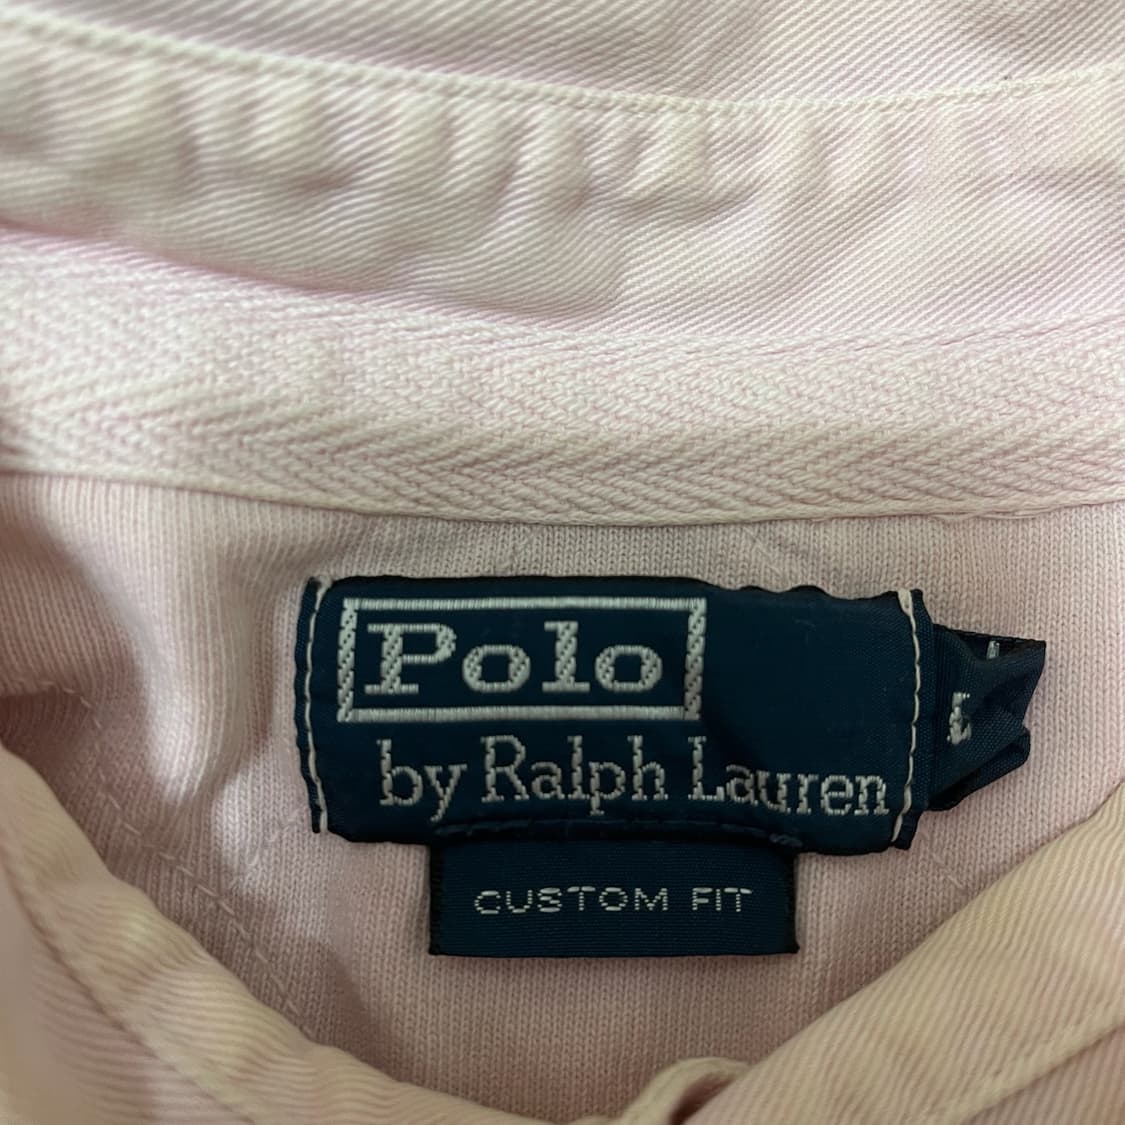 Polo
by Ralph Lauren
CUSTOM FIT